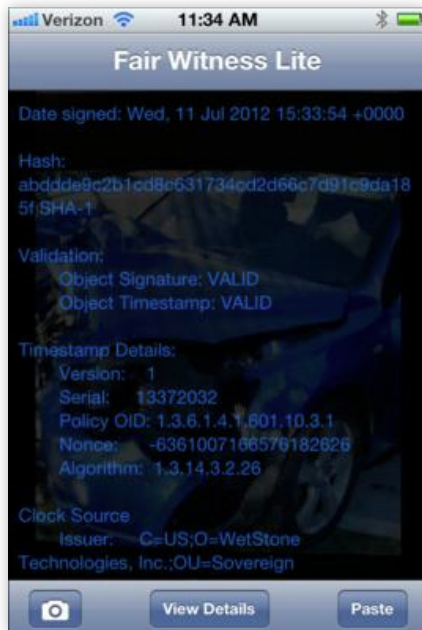 Verizon 11:34 AM
Fair Witness Lite
Date signed: Wed, 11 Jul 2012 15:33:54 +0000
Hash:
abddde9c2b1cd8c631734cd2d66c7d91c9da18
5f SHA-1
Validation:
Object Signature: VALID
Object Timestamp: VALID
Timestamp Details:
Version: 1
Serial: 13372032
Policy OID: 1.3.6.1.4.1.601.10.3.1
Nonce: -6361007166576182626
Algorithm: 1.3.14.3.2.26
Clock Source
Issuer: C=US;O=WetStone
Technologies, Inc.;OU=Sovereign
View Details Paste